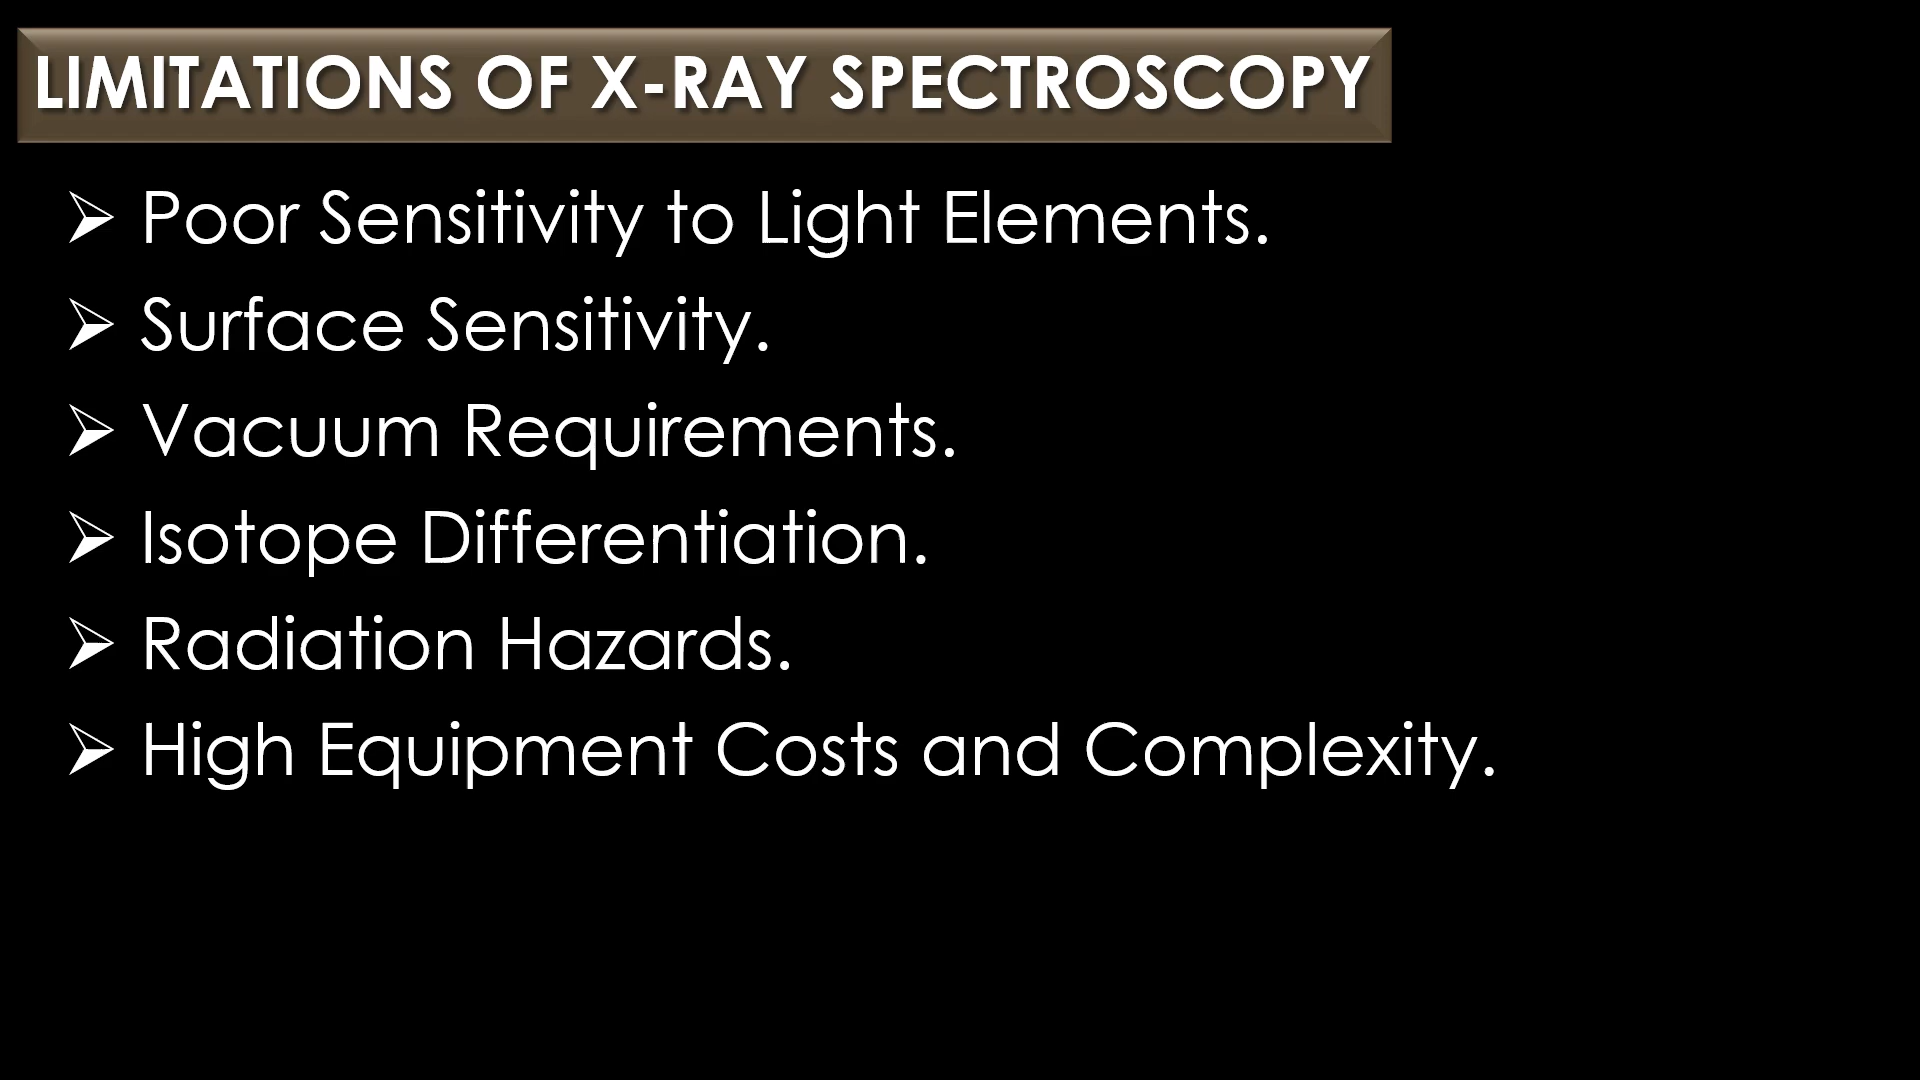 LIMITATIONS OF X-RAY SPECTROSCOPY
➢ Poor Sensitivity to Light Elements.
➢ Surface Sensitivity.
➢ Vacuum Requirements.
➢ Isotope Differentiation.
➢ Radiation Hazards.
➢ High Equipment Costs and Complexity.